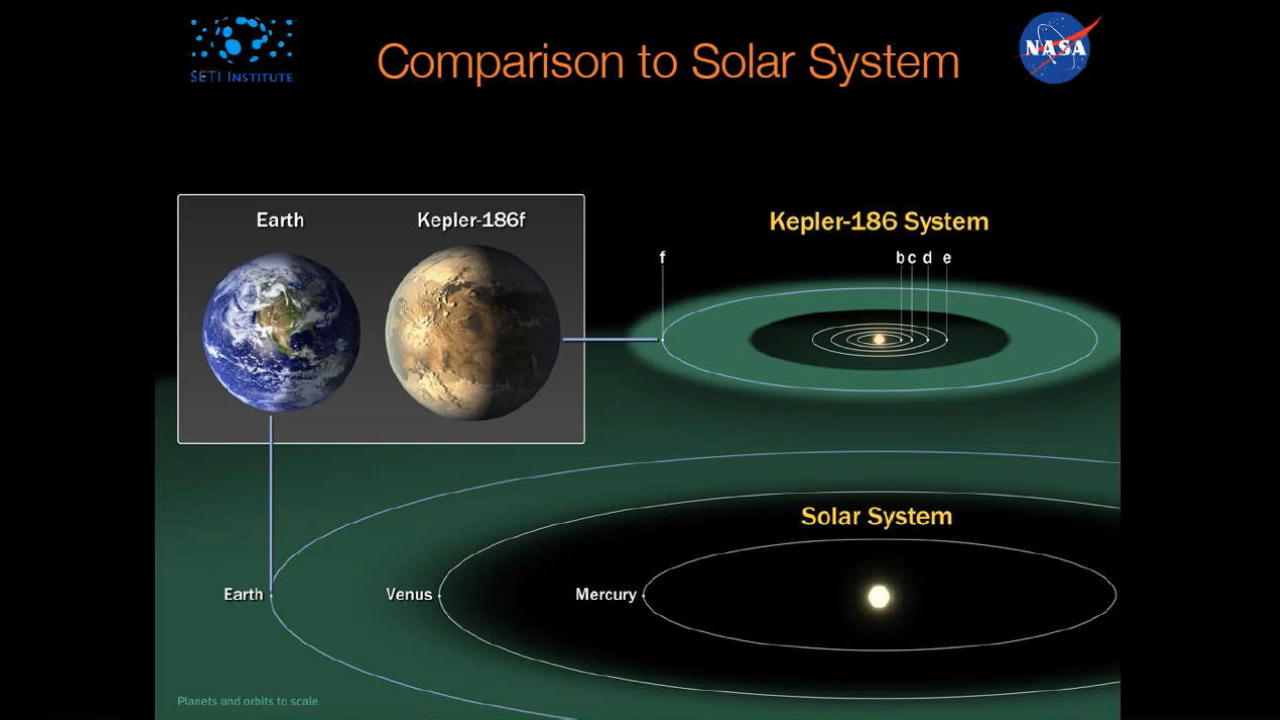 SETI INSTITUTE
Comparison to Solar System
NASA
Earth
Kepler-186f
Kepler-186 System
f
b c d e
Solar System
Earth
Venus
Mercury
Planets and orbits to scale